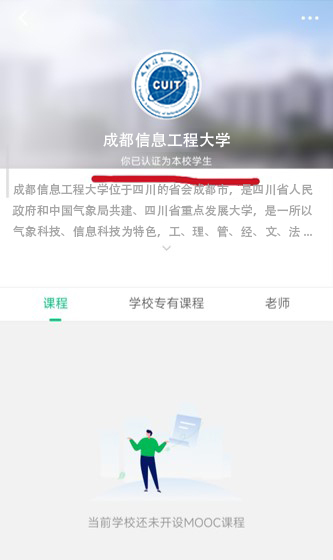 CUIT
成都信息工程大学
你已认证为本校学生
成都信息工程大学位于四川的省会成都市，是四川省人民
政府和中国气象局共建、四川省重点发展大学，是一所以
气象科技、信息科技为特色，工、理、管、经、文、法 ...
课程 学校专有课程 老师
当前学校还未开设MOOC课程